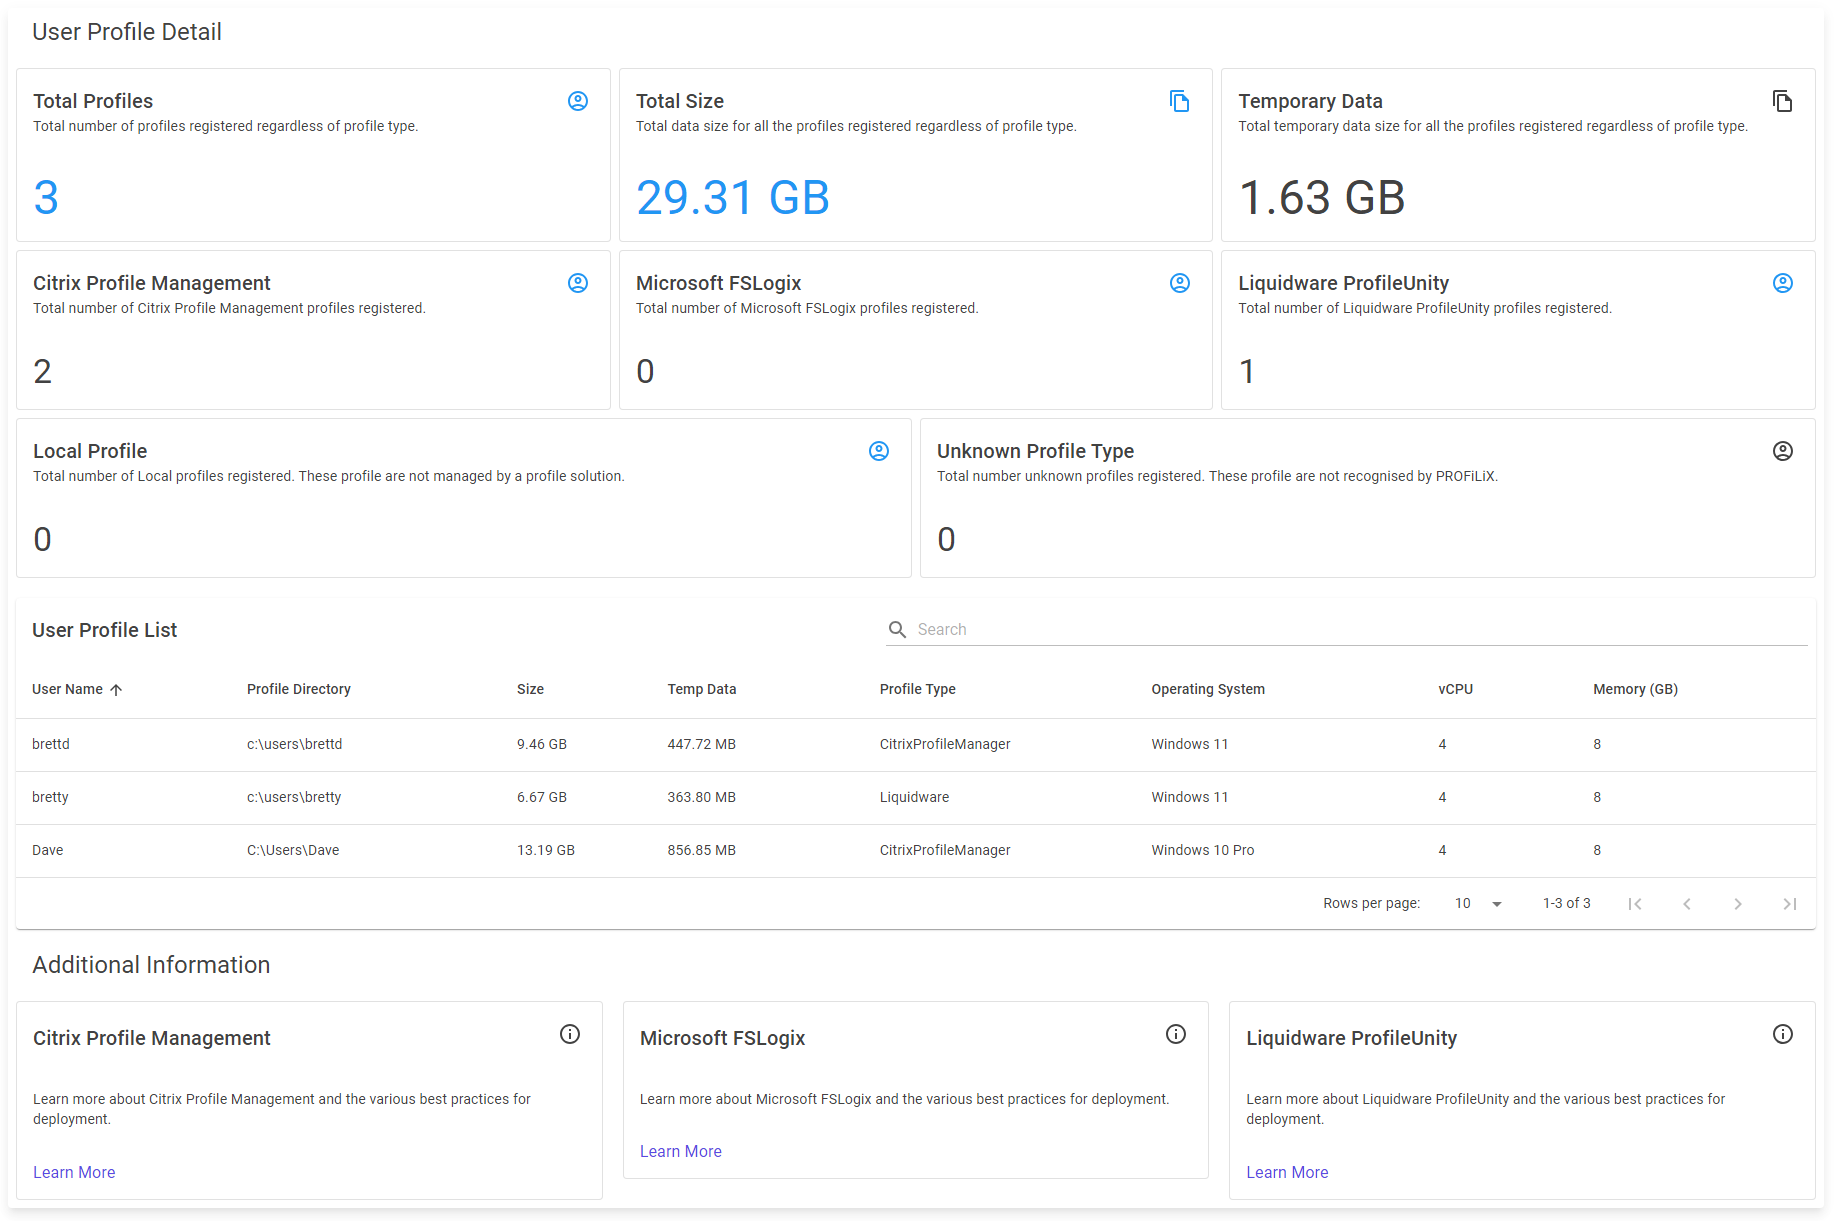 User Profile Detail
Total Profiles
Total number of profiles registered regardless of profile type.
3
Total Size
Total data size for all the profiles registered regardless of profile type.
29.31 GB
Temporary Data
Total temporary data size for all the profiles registered regardless of profile type.
1.63 GB
Citrix Profile Management
Total number of Citrix Profile Management profiles registered.
2
Microsoft FSLogix
Total number of Microsoft FSLogix profiles registered.
0
Liquidware ProfileUnity
Total number of Liquidware ProfileUnity profiles registered.
1
Local Profile
Total number of Local profiles registered. These profile are not managed by a profile solution.
0
Unknown Profile Type
Total number unknown profiles registered. These profile are not recognised by PROFiLiX.
0
User Profile List
Search
User Name Profile Directory Size Temp Data Profile Type Operating System vCPU Memory (GB)
brettd c:\users\brettd 9.46 GB 447.72 MB CitrixProfileManager Windows 11 4 8
bretty c:\users\bretty 6.67 GB 363.80 MB Liquidware Windows 11 4 8
Dave C:\Users\Dave 13.19 GB 856.85 MB CitrixProfileManager Windows 10 Pro 4 8
Rows per page: 10 1-3 of 3
Additional Information
Citrix Profile Management
Learn more about Citrix Profile Management and the various best practices for
deployment.
Learn More
Microsoft FSLogix
Learn more about Microsoft FSLogix and the various best practices for deployment.
Learn More
Liquidware ProfileUnity
Learn more about Liquidware ProfileUnity and the various best practices for
deployment.
Learn More